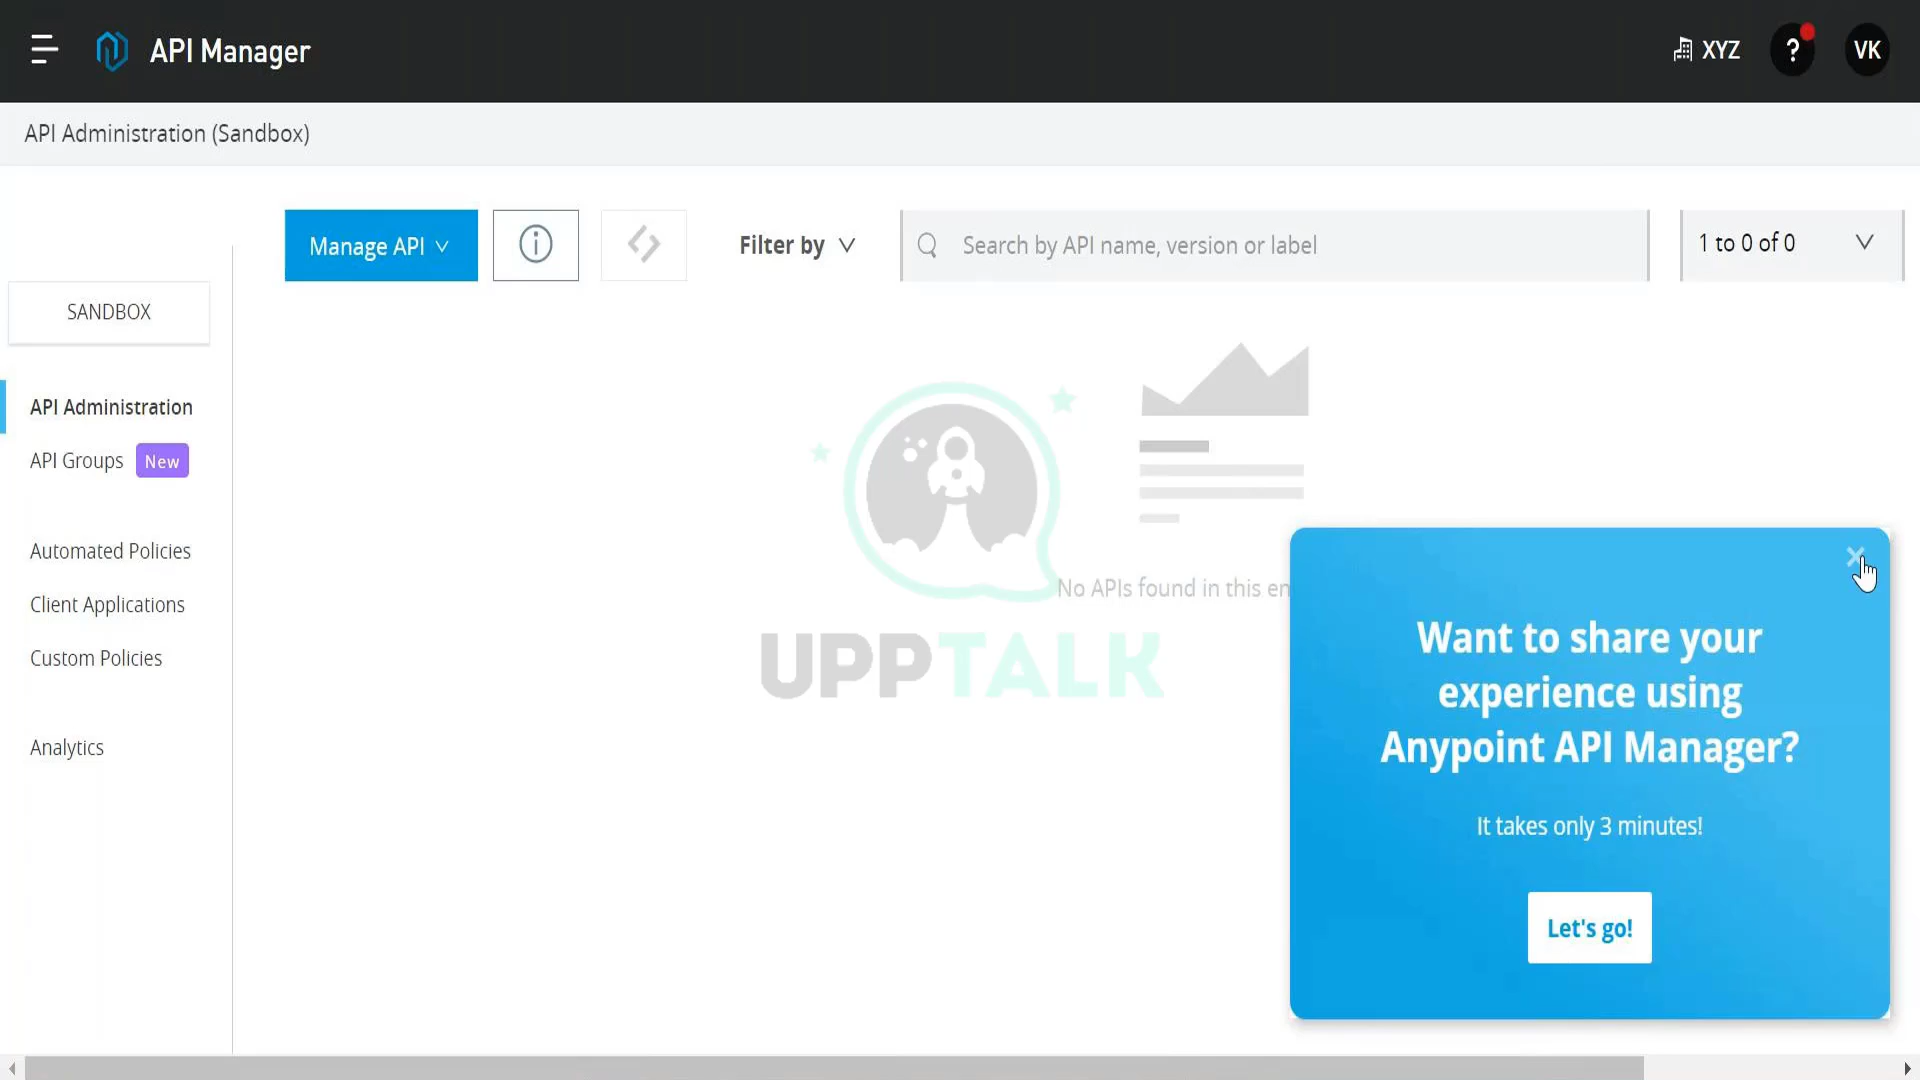 API Manager
XYZ
?
VK
API Administration (Sandbox)
Manage API
Filter by
Search by API name, version or label
1 to 0 of 0
SANDBOX
API Administration
API Groups New
Automated Policies
Client Applications
Custom Policies
Analytics
No APIs found in this en
UPPTALK
Want to share your
experience using
Anypoint API Manager?
It takes only 3 minutes!
Let's go!